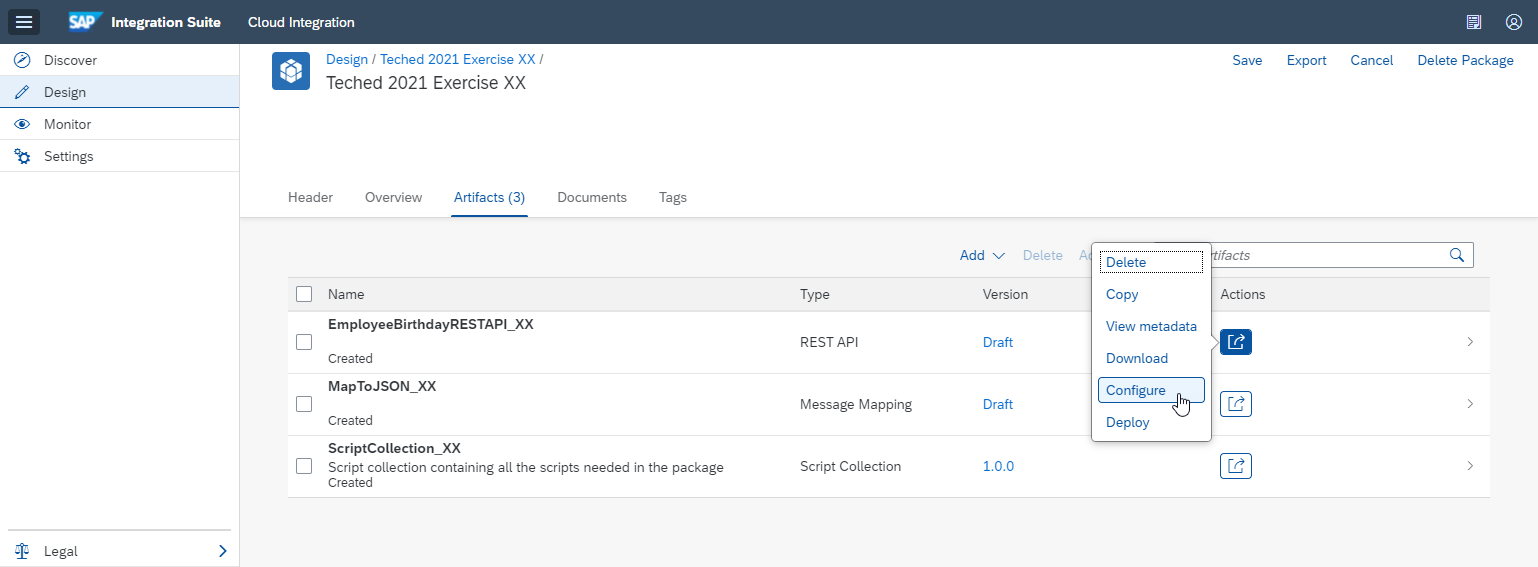 SAP Integration Suite Cloud Integration
Discover
Design
Monitor
Settings
Legal
Design / Teched 2021 Exercise XX /
Teched 2021 Exercise XX
Save Export Cancel Delete Package
Header Overview Artifacts (3) Documents Tags
Add Delete
Name Type Version Actions
EmployeeBirthdayRESTAPI_XX
Created
REST API Draft
MapToJSON_XX
Created
Message Mapping Draft
ScriptCollection_XX
Script collection containing all the scripts needed in the package
Created
Script Collection 1.0.0
Delete
Copy
View metadata
Download
Configure
Deploy